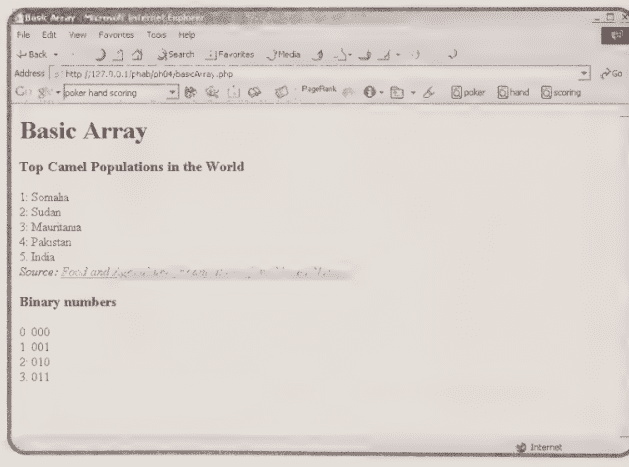 Basic Array - Microsoft Internet Explorer
File Edit View Favorites Tools Help
Back Search Favorites Media
Address http://127.0.0.1/phab/ph04/basicArray.php Go
poker hand scoring PageRank poker hand scoring
Basic Array
Top Camel Populations in the World
1: Somalia
2: Sudan
3: Mauritania
4: Pakistan
5: India
Source: Food and
Binary numbers
0: 000
1: 001
2: 010
3: 011
Internet